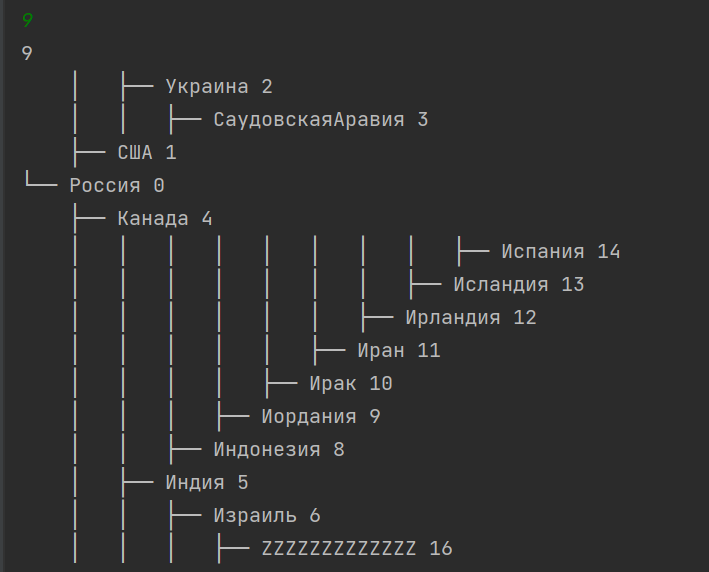 9
9
│   ├── Украина 2
│   │   ├── СаудовскаяАравия 3
├── США 1
└── Россия 0
├── Канада 4
│   │   │   │   │   │   │   │   ├── Испания 14
│   │   │   │   │   │   │   ├── Исландия 13
│   │   │   │   │   │   ├── Ирландия 12
│   │   │   │   │   ├── Иран 11
│   │   │   │   ├── Ирак 10
│   │   │   ├── Иордания 9
│   │   ├── Индонезия 8
│   ├── Индия 5
│   │   ├── Израиль 6
│   │   │   ├── ZZZZZZZZZZZZZ 16